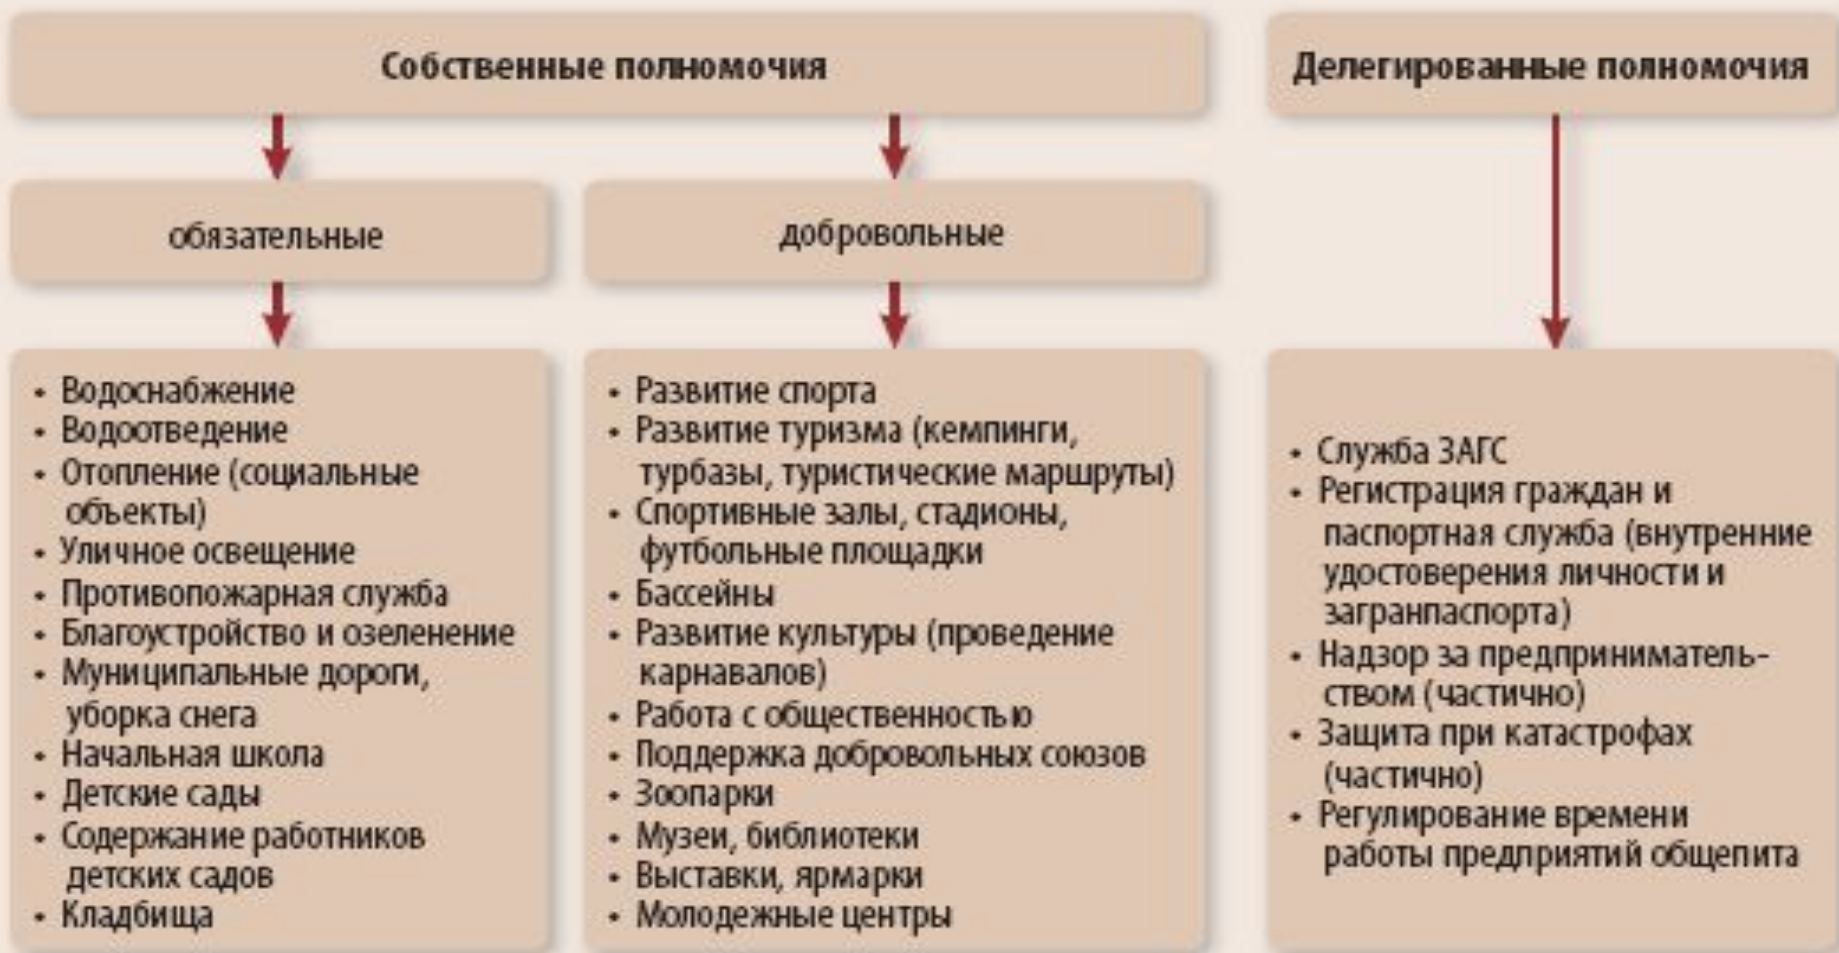 Собственные полномочия
Делегированные полномочия
обязательные
добровольные
• Водоснабжение
• Водоотведение
• Отопление (социальные
объекты)
• Уличное освещение
• Противопожарная служба
• Благоустройство и озеленение
• Муниципальные дороги,
уборка снега
• Начальная школа
• Детские сады
• Содержание работников
детских садов
• Кладбища
• Развитие спорта
• Развитие туризма (кемпинги,
турбазы, туристические маршруты)
• Спортивные залы, стадионы,
футбольные площадки
• Бассейны
• Развитие культуры (проведение
карнавалов)
• Работа с общественностью
• Поддержка добровольных союзов
• Зоопарки
• Музеи, библиотеки
• Выставки, ярмарки
• Молодежные центры
• Служба ЗАГС
• Регистрация граждан и
паспортная служба (внутренние
удостоверения личности и
загранпаспорта)
• Надзор за предприниматель-
ством (частично)
• Защита при катастрофах
(частично)
• Регулирование времени
работы предприятий общепита